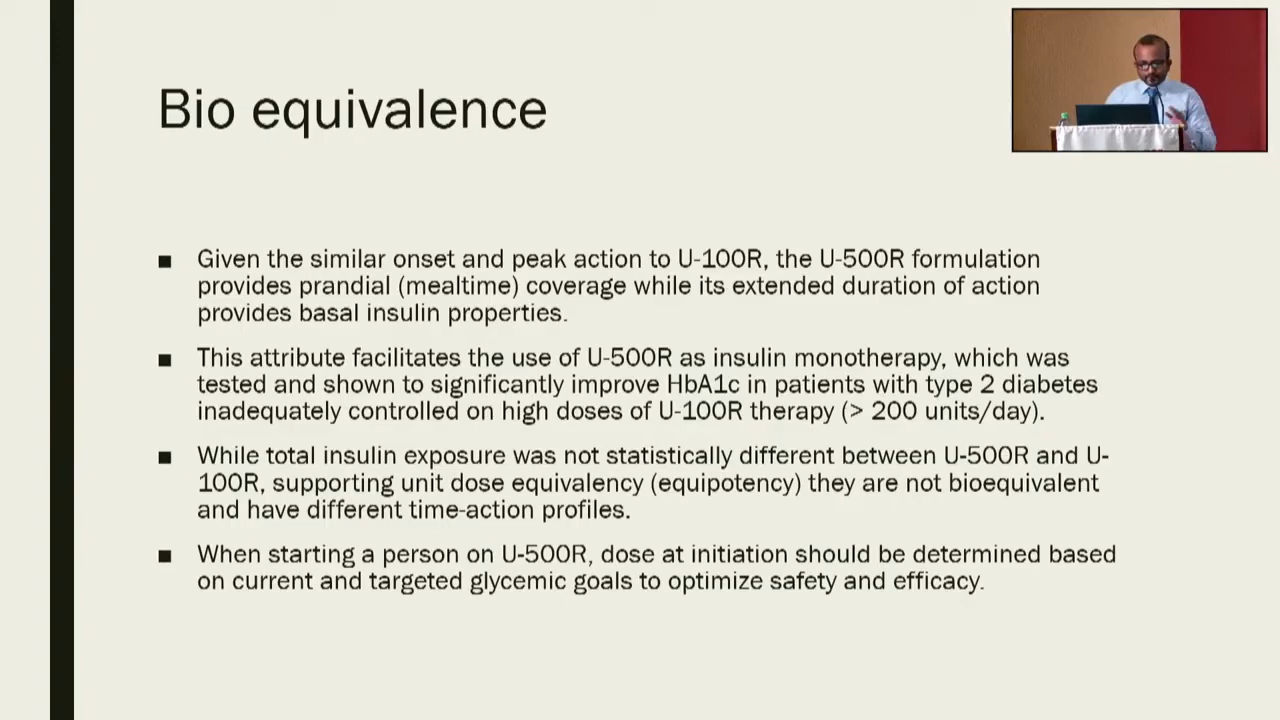 Bio equivalence
■ Given the similar onset and peak action to U-100R, the U-500R formulation
provides prandial (mealtime) coverage while its extended duration of action
provides basal insulin properties.
■ This attribute facilitates the use of U-500R as insulin monotherapy, which was
tested and shown to significantly improve HbA1c in patients with type 2 diabetes
inadequately controlled on high doses of U-100R therapy (> 200 units/day).
■ While total insulin exposure was not statistically different between U-500R and U-
100R, supporting unit dose equivalency (equipotency) they are not bioequivalent
and have different time-action profiles.
■ When starting a person on U-500R, dose at initiation should be determined based
on current and targeted glycemic goals to optimize safety and efficacy.